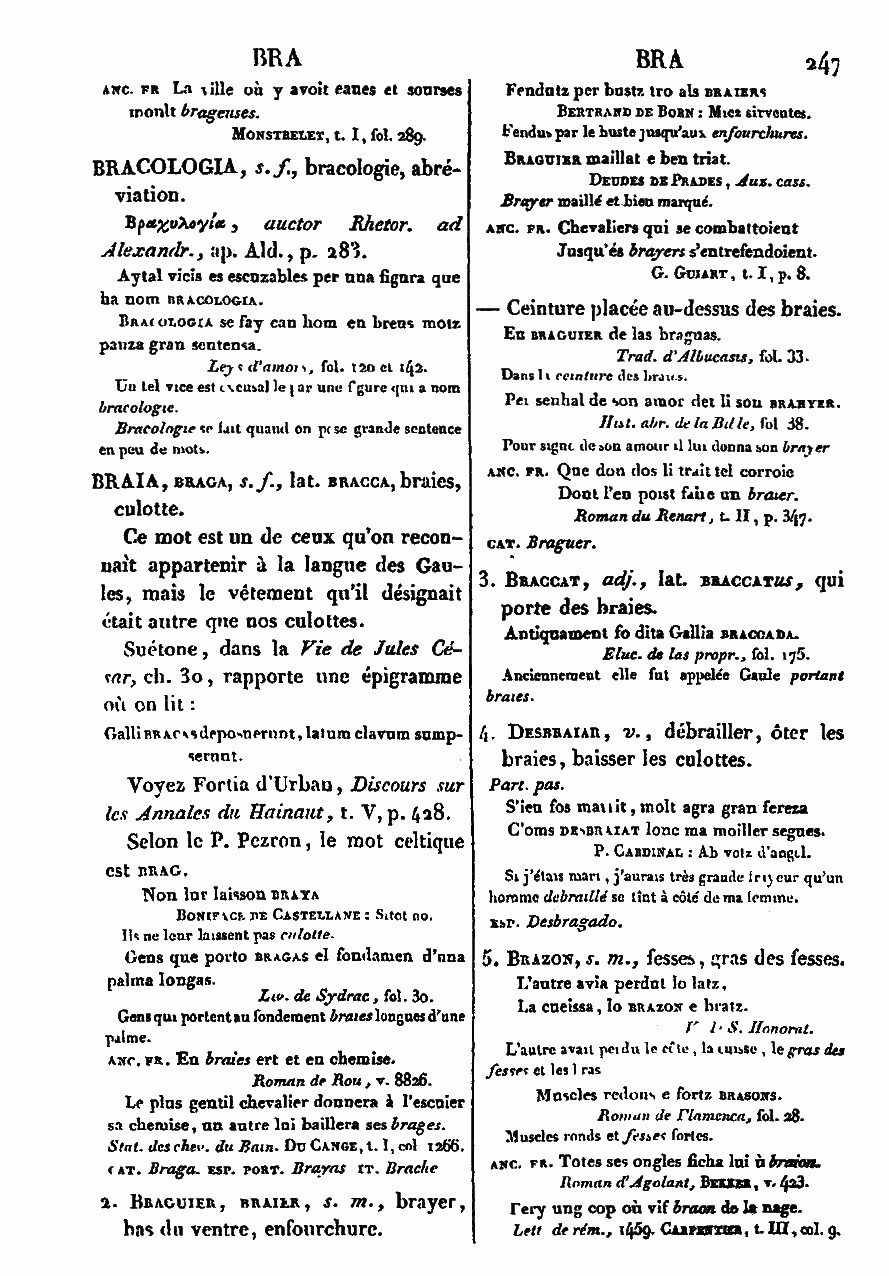 BRA
BRA
247
ANC. FR La ville où y avoit eaues et sourses
moult brageuses.
MONSTRELET, t. I, fol. 289.
BRACOLOGIA, s. f., bracologie, abré-
viation.
Βραχυλογία, auctor Rhetor. ad
Alexandr., ap. Ald., p. 283.
Aytal vicis es escuzables per una figura que
ha nom BRACOLOGIA.
BRACOLOGIA se fay can hom en breus motz
pauza gran sentensa.
Leys d'amors, fol. 120 et 142.
Un tel vice est excusable par une figure qui a nom
bracologie.
Bracologie se fait quand on pose grande sentence
en peu de mots.
BRAIA, BRAGA, s. f., lat. BRACCA, braies,
culotte.
Ce mot est un de ceux qu'on recon-
naît appartenir à la langue des Gau-
les, mais le vêtement qu'il désignait
était autre que nos culottes.
Suétone, dans la Vie de Jules Cé-
sar, ch. 30, rapporte une épigramme
où on lit :
Galli BRACAS deposuerunt, latum clavum sump-
serunt.
Voyez Fortia d'Urban, Discours sur
les Annales du Hainaut, t. V, p. 428.
Selon le P. Pezron, le mot celtique
est BRAG.
Non lur laisson BRAYA
BONIFACE DE CASTELLANE : Sitot no.
Ils ne leur laissent pas culotte.
Gens que porto BRAGAS el fondamen d'una
palma longas.
Liv. de Sydrac, fol. 30.
Gens qui portent au fondement braies longues d'une
palme.
ANC. FR. En braies ert et en chemise.
Roman de Rou, v. 8826.
Le plus gentil chevalier donnera à l'escuier
sa chemise, un autre lui baillera ses brages.
Stat. des chev. du Bain. DU CANGE, t. I, col 1266.
CAT. Braga. ESP. PORT. Brayas IT. Brache
2. BRAGUIER, BRAIER, s. m., brayer,
bas du ventre, enfourchure.
Fendutz per bustz tro als BRAIERS
BERTRAND DE BORN : Miez sirventes.
Fendus par le buste jusqu'aux enfourchures.
BRAGUIER maillat e ben triat.
DEUDES DE PRADES, Aus. cass.
Brayer maillé et bien marqué.
ANC. FR. Chevaliers qui se combattoient
Jusqu'ès brayers s'entrefendoient.
G. GUIART, t. I, p. 8.
— Ceinture placée au-dessus des braies.
En BRAGUIER de las braguas.
Trad. d'Albucasis, fol. 33.
Dans la ceinture des braies.
Per senhal de son amor det li son BRAHYER.
Hist. abr. de la Bible, fol 38.
Pour signe de son amour il lui donna son brayer
ANC. FR. Que don dos li trait tel corroie
Dont l'en poist faire un braier.
Roman du Renart, t. II, p. 347.
CAT. Braguer.
3. BRACCAT, adj., lat. BRACCATUS, qui
porte des braies.
Antiquament fo dita Gallia BRACCADA.
Eluc. de las propr., fol. 175.
Anciennement elle fut appelée Gaule portant
braies.
4. DESBRAIAR, v., débrailler, ôter les
braies, baisser les culottes.
Part. pas.
S'ieu fos marit, molt agra gran fereza
C'oms DESBRAIAT lonc ma moiller segues.
P. CARDINAL : Ab votz d'angel.
Si j'étais mari, j'aurais très grande frayeur qu'un
homme débraillé se tînt à côté de ma femme.
ESP. Desbragado.
5. BRAZON, s. m., fesses, gras des fesses.
L'autre avia perdut lo latz,
La cueissa, lo BRAZON e bratz.
V. de S. Honorat.
L'autre avait perdu le côté, la cuisse, le gras des
fesses et les bras
Muscles redons e fortz BRASONS.
Roman de Flamenca, fol. 28.
Muscles ronds et fesses fortes.
ANC. FR. Totes ses ongles ficha lui ù braion.
Roman d'Agolant, BEKKER, v. 423.
Fery ung cop où vif braon de la nage.
Lett de rém., 1459. CARPENTIER, t. III, col. 9.